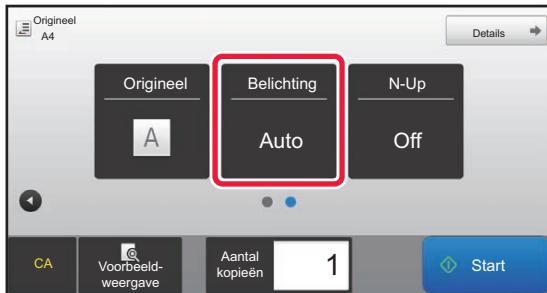 Origineel
A4
Details
Origineel
Belichting
N-Up
A
Auto
Off
CA
Voorbeeld-
weergave
Aantal
kopieën
1
Start